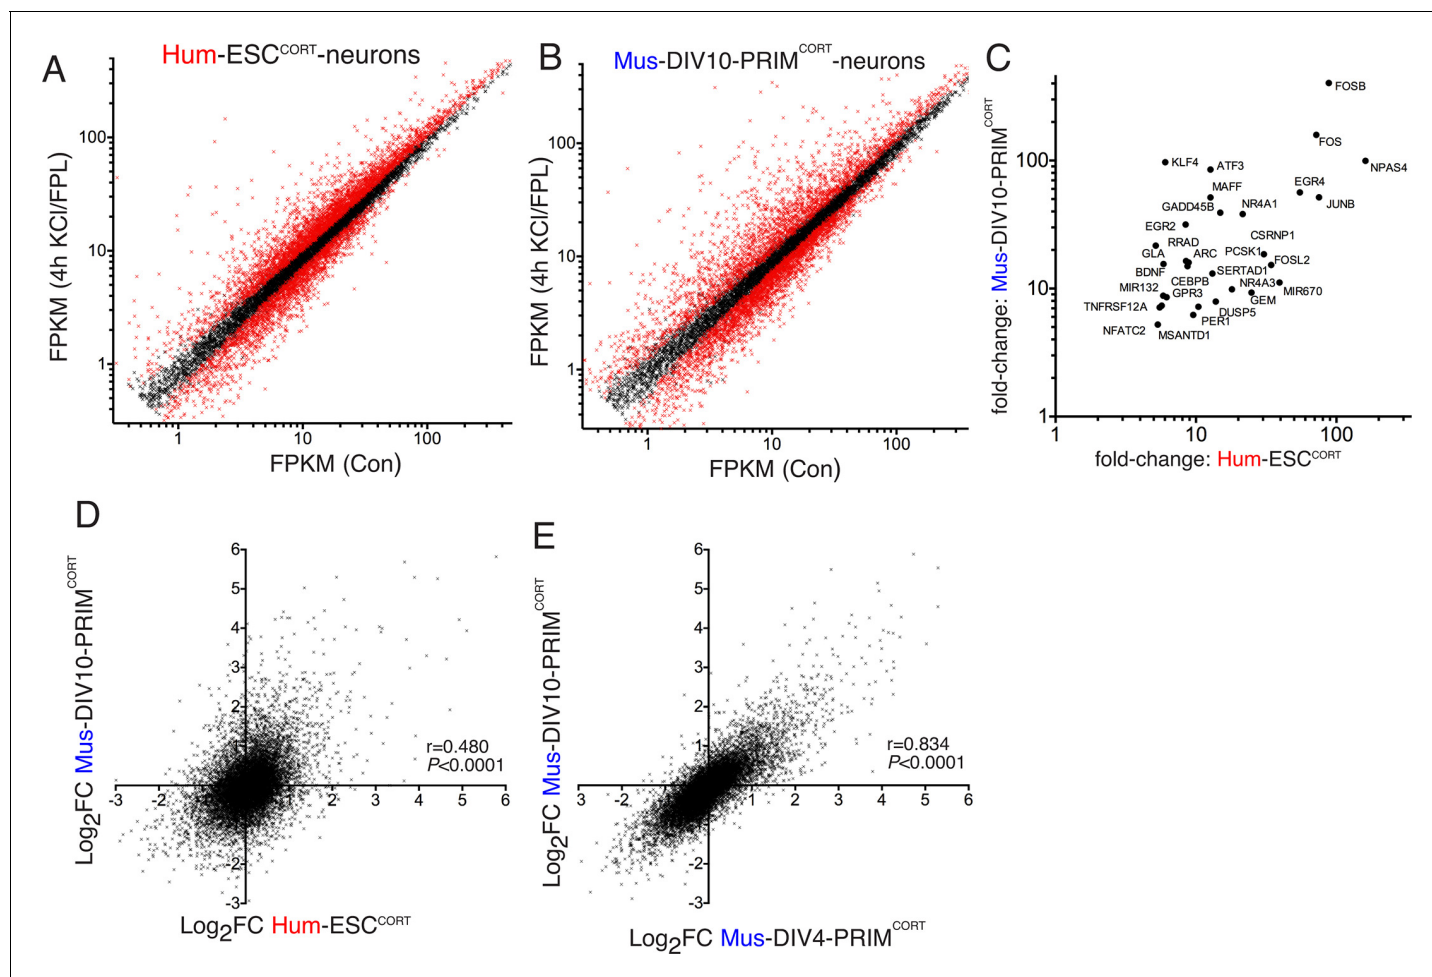 A
Hum-ESCCORT-neurons
FPKM (4h KCl/FPL)
100
10
1
1
10
100
FPKM (Con)
B
Mus-DIV10-PRIMCORT-neurons
FPKM (4h KCl/FPL)
100
10
1
1
10
100
FPKM (Con)
C
fold-change: Mus-DIV10-PRIMCORT
100
10
1
1
10
100
fold-change: Hum-ESCCORT
FOSB
FOS
NPAS4
KLF4
ATF3
EGR4
JUNB
MAFF
GADD45B
NR4A1
EGR2
CSRNP1
RRAD
GLA
ARC
PCSK1
FOSL2
BDNF
CEBPB
SERTAD1
NR4A3
MIR670
MIR132
GPR3
GEM
TNFRSF12A
DUSP5
PER1
NFATC2
MSANTD1
D
Log2FC Mus-DIV10-PRIMCORT
6
5
4
3
2
1
-2
-3
-3
-2
1
2
3
4
5
6
r=0.480
P<0.0001
Log2FC Hum-ESCCORT
E
Log2FC Mus-DIV10-PRIMCORT
6
5
4
3
2
1
-1
-2
-3
-3
-2
1
2
3
4
5
6
r=0.834
P<0.0001
Log2FC Mus-DIV4-PRIMCORT